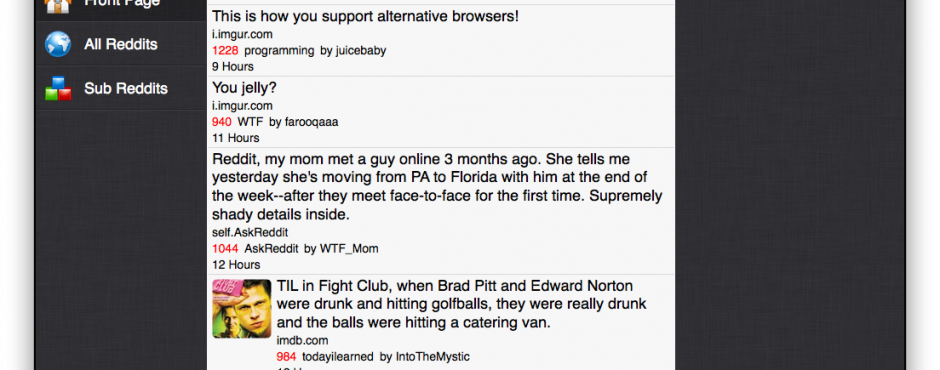 Front Page
All Reddits
Sub Reddits
This is how you support alternative browsers!
i.imgur.com
1228 programming by juicebaby
9 Hours
You jelly?
i.imgur.com
940 WTF by farooqaaa
11 Hours
Reddit, my mom met a guy online 3 months ago. She tells me
yesterday she's moving from PA to Florida with him at the end of
the week--after they meet face-to-face for the first time. Supremely
shady details inside.
self.AskReddit
1044 AskReddit by WTF_Mom
12 Hours
TIL in Fight Club, when Brad Pitt and Edward Norton
were drunk and hitting golfballs, they were really drunk
and the balls were hitting a catering van.
imdb.com
984 todayilearned by IntoTheMystic